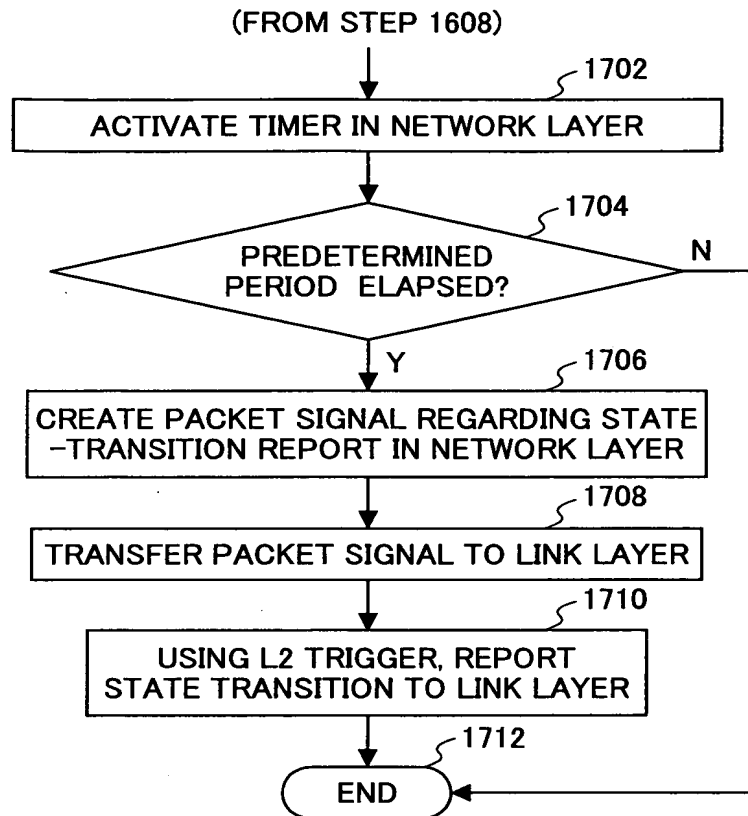 (FROM STEP 1608)
1702
ACTIVATE TIMER IN NETWORK LAYER
1704
PREDETERMINED
PERIOD ELAPSED?
N
Y
1706
CREATE PACKET SIGNAL REGARDING STATE
-TRANSITION REPORT IN NETWORK LAYER
1708
TRANSFER PACKET SIGNAL TO LINK LAYER
1710
USING L2 TRIGGER, REPORT
STATE TRANSITION TO LINK LAYER
1712
END